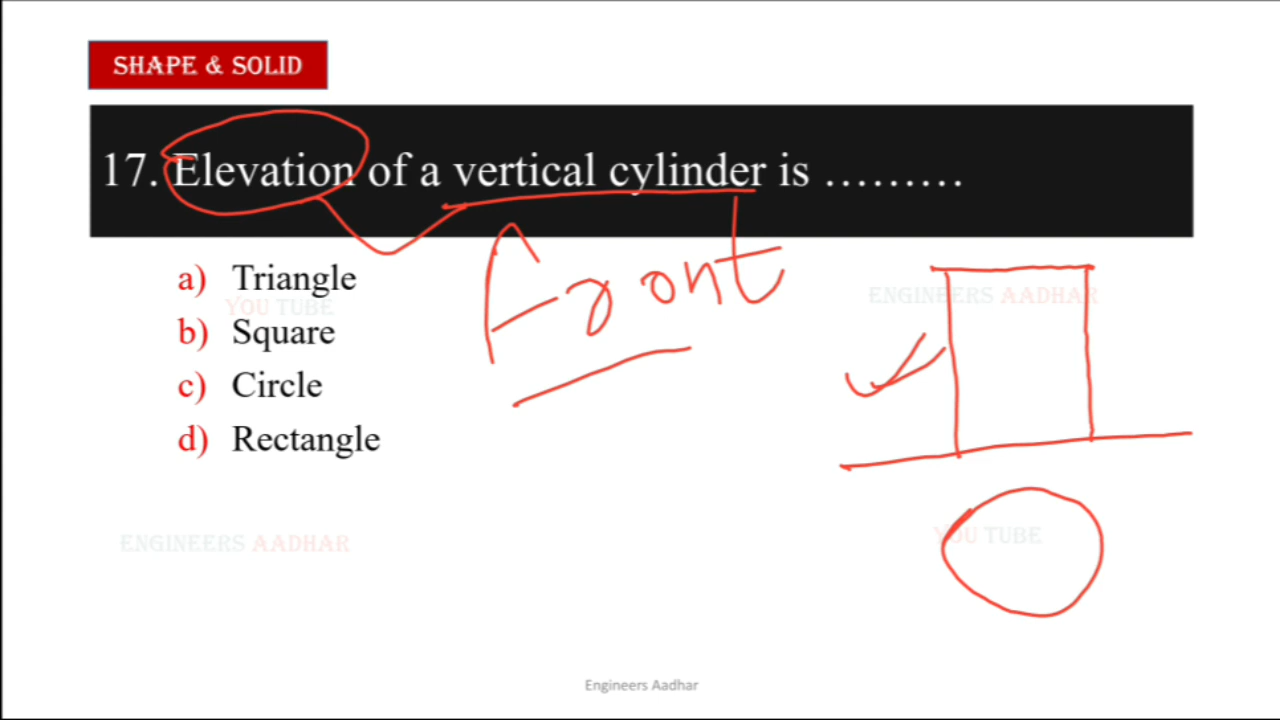 SHAPE & SOLID
17. Elevation of a vertical cylinder is ………
Front
a) Triangle
YOU TUBE
ENGINEERS AADHAR
b) Square
c) Circle
d) Rectangle
ENGINEERS AADHAR
YOU TUBE
Engineers Aadhar